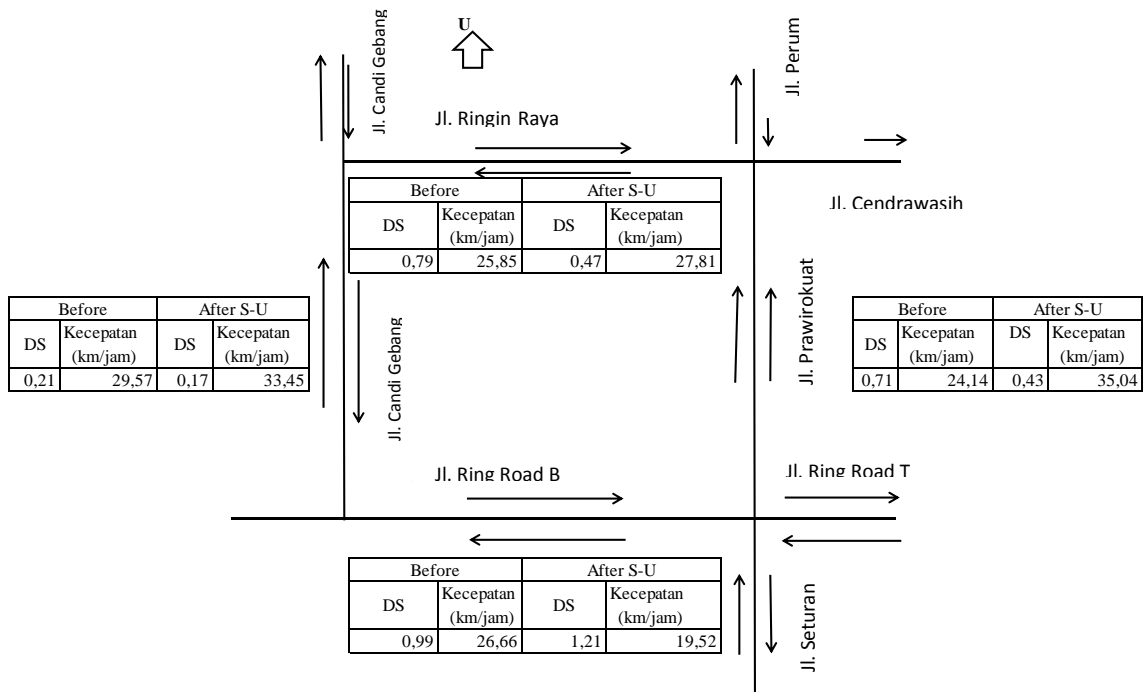 U
Jl. Candi Gebang
Jl. Perum
Jl. Ringin Raya
Before After S-U
DS Kecepatan (km/jam) DS Kecepatan (km/jam)
0,79 25,85 0,47 27,81
Jl. Cendrawasih
Before After S-U
DS Kecepatan (km/jam) DS Kecepatan (km/jam)
0,21 29,57 0,17 33,45
Jl. Candi Gebang
Jl. Prawirokuat
Before After S-U
DS Kecepatan (km/jam) DS Kecepatan (km/jam)
0,71 24,14 0,43 35,04
Jl. Ring Road B
Jl. Ring Road T
Before After S-U
DS Kecepatan (km/jam) DS Kecepatan (km/jam)
0,99 26,66 1,21 19,52
Jl. Seturan